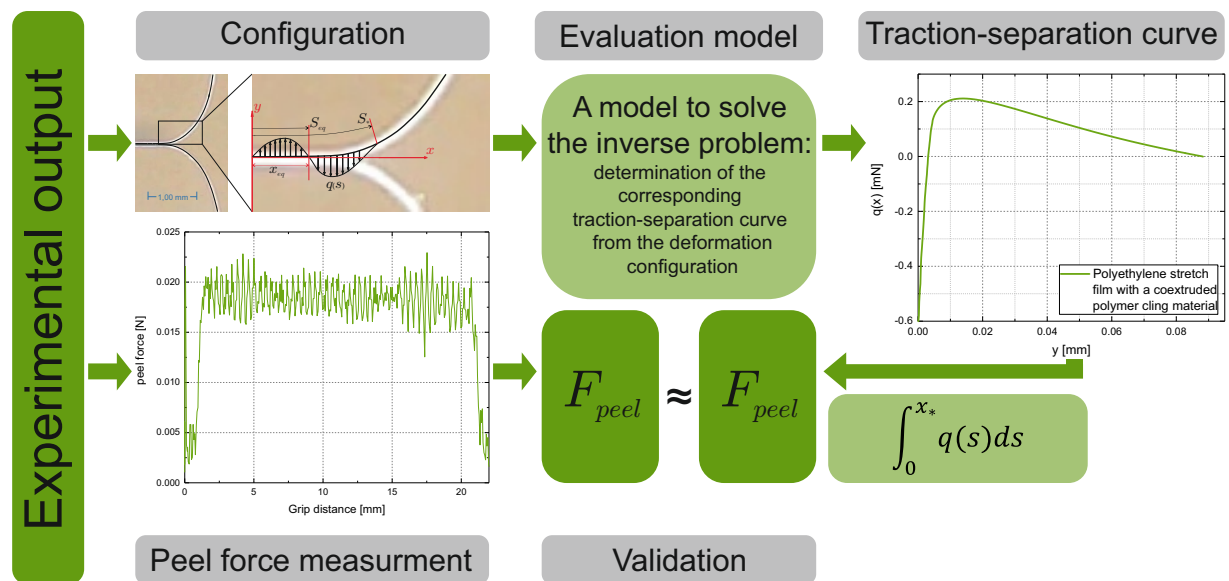 Experimental output
Configuration
Evaluation model
Traction-separation curve
y
S_eq
S_*
x
x_eq
q(s)
1,00 mm
A model to solve
the inverse problem:
determination of the
corresponding
traction-separation curve
from the deformation
configuration
q(x) [mN]
0.2
0.0
-0.2
-0.4
-0.6
0.00
0.02
0.04
0.06
0.08
y [mm]
Polyethylene stretch
film with a coextruded
polymer cling material
peel force [N]
0.025
0.020
0.015
0.010
0.005
0.000
0
5
10
15
20
Grip distance [mm]
F_peel ≈ F_peel
∫_0^{x_*} q(s)ds
Peel force measurment
Validation